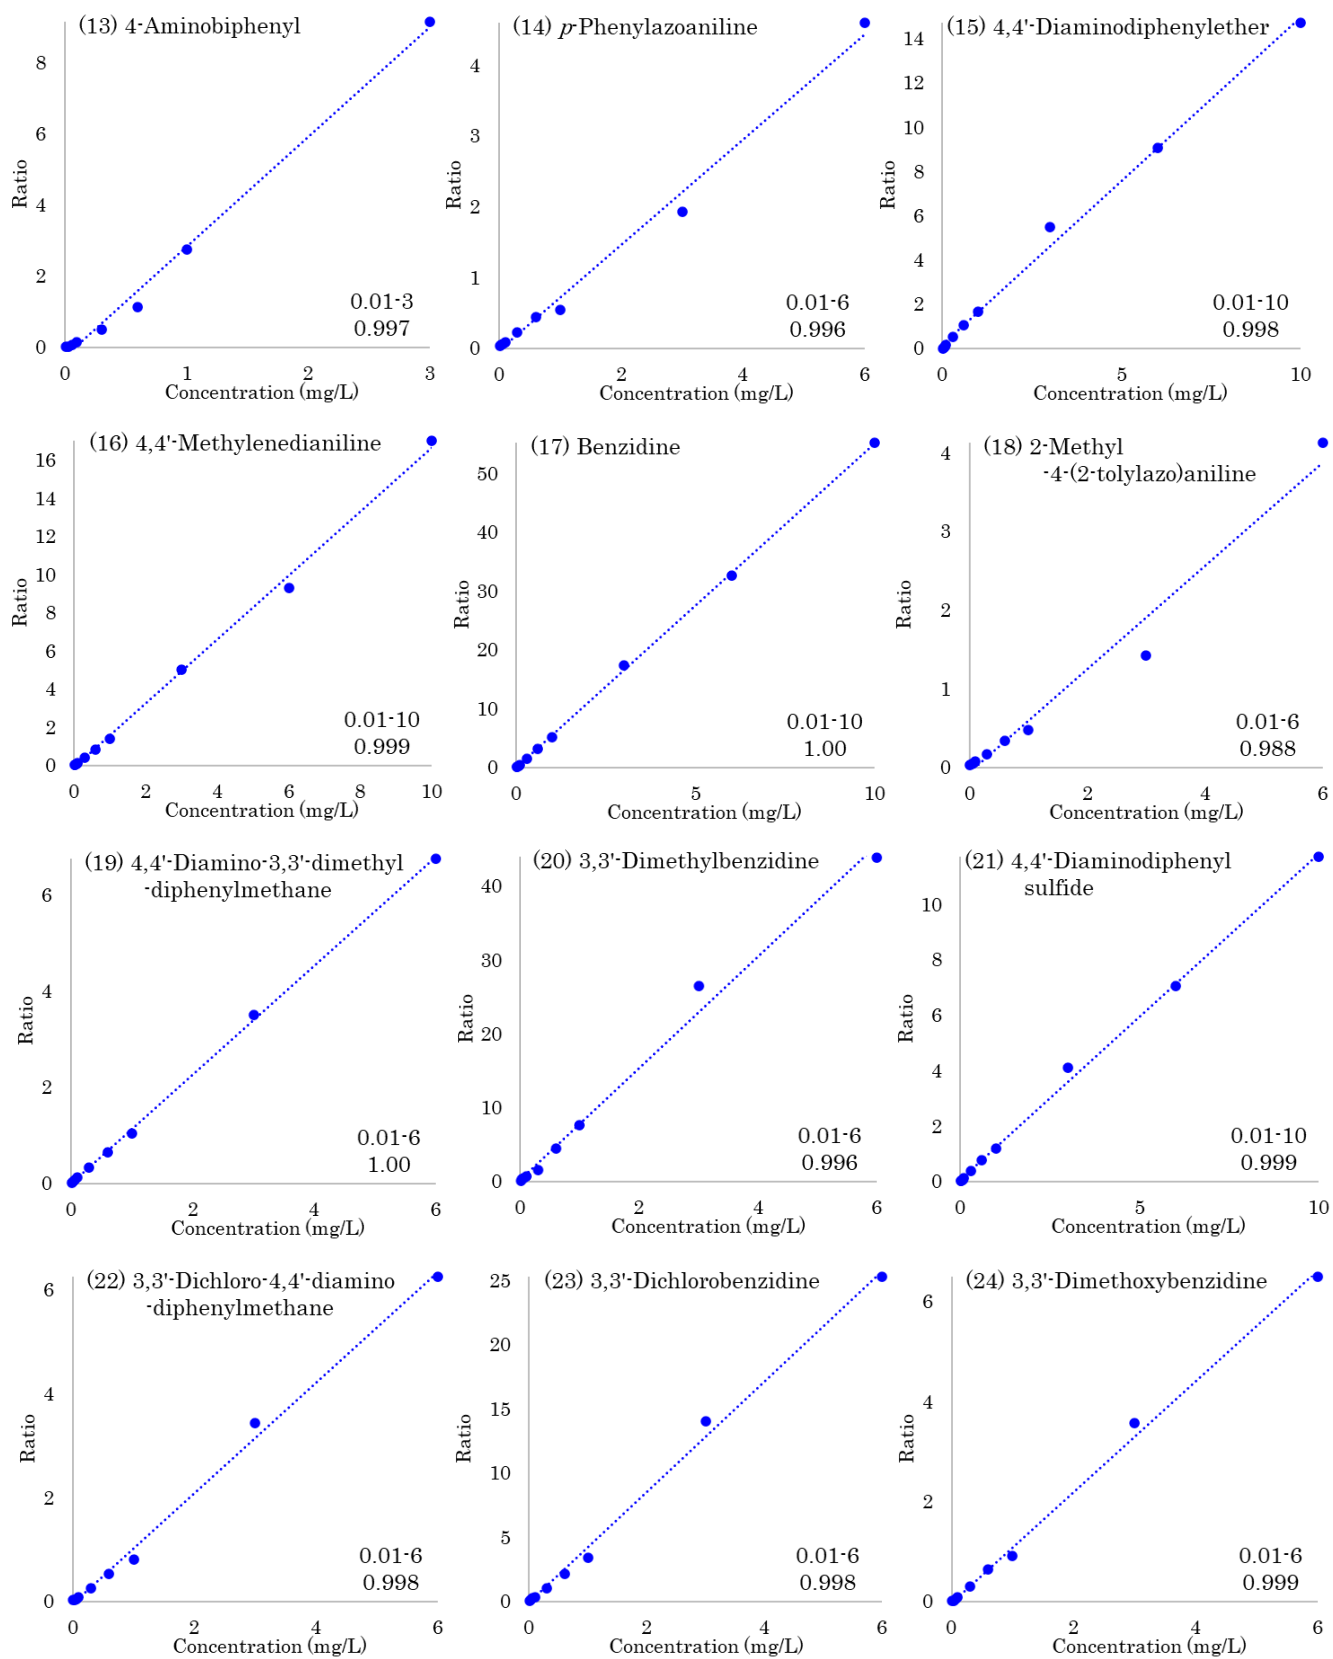 (13) 4-Aminobiphenyl
8
6
4
2
0
Ratio
0.01-3
0.997
0 1 2 3
Concentration (mg/L)
(14) p-Phenylazoaniline
4
3
2
1
0
Ratio
0.01-6
0.996
0 2 4 6
Concentration (mg/L)
(15) 4,4'-Diaminodiphenylether
14
12
10
8
6
4
2
0
Ratio
0.01-10
0.998
0 5 10
Concentration (mg/L)
(16) 4,4'-Methylenedianiline
16
14
12
10
8
6
4
2
0
Ratio
0.01-10
0.999
0 2 4 6 8 10
Concentration (mg/L)
(17) Benzidine
50
40
30
20
10
0
Ratio
0.01-10
1.00
0 5 10
Concentration (mg/L)
(18) 2-Methyl
-4-(2-tolylazo)aniline
4
3
2
1
0
Ratio
0.01-6
0.988
0 2 4 6
Concentration (mg/L)
(19) 4,4'-Diamino-3,3'-dimethyl
-diphenylmethane
6
4
2
0
Ratio
0.01-6
1.00
0 2 4 6
Concentration (mg/L)
(20) 3,3'-Dimethylbenzidine
40
30
20
10
0
Ratio
0.01-6
0.996
0 2 4 6
Concentration (mg/L)
(21) 4,4'-Diaminodiphenyl
sulfide
10
8
6
4
2
0
Ratio
0.01-10
0.999
0 5 10
Concentration (mg/L)
(22) 3,3'-Dichloro-4,4'-diamino
-diphenylmethane
6
4
2
0
Ratio
0.01-6
0.998
0 2 4 6
Concentration (mg/L)
(23) 3,3'-Dichlorobenzidine
25
20
15
10
5
0
Ratio
0.01-6
0.998
0 2 4 6
Concentration (mg/L)
(24) 3,3'-Dimethoxybenzidine
6
4
2
0
Ratio
0.01-6
0.999
0 2 4 6
Concentration (mg/L)